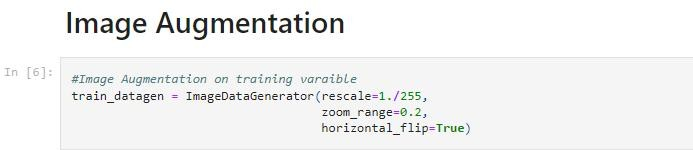 Image Augmentation
In [6]:
#Image Augmentation on training varaible
train_datagen = ImageDataGenerator(rescale=1./255,
zoom_range=0.2,
horizontal_flip=True)